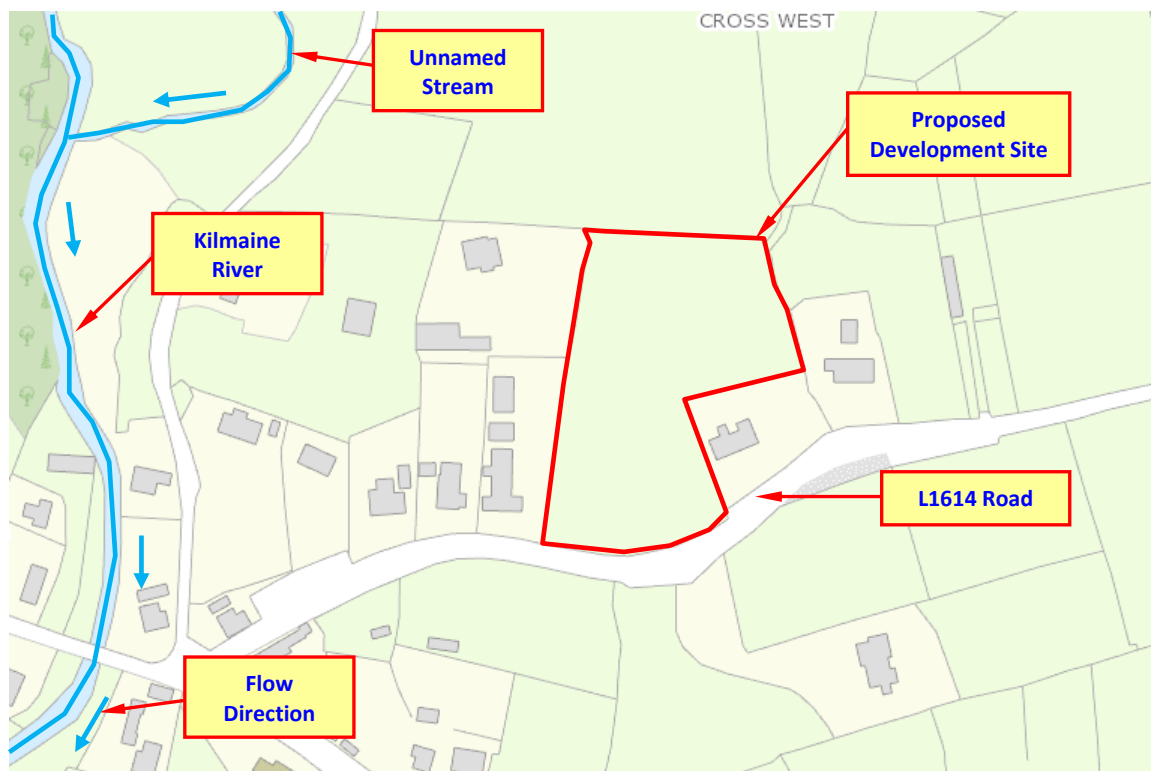 CROSS WEST
Unnamed
Stream
Proposed
Development Site
Kilmaine
River
L1614 Road
Flow
Direction